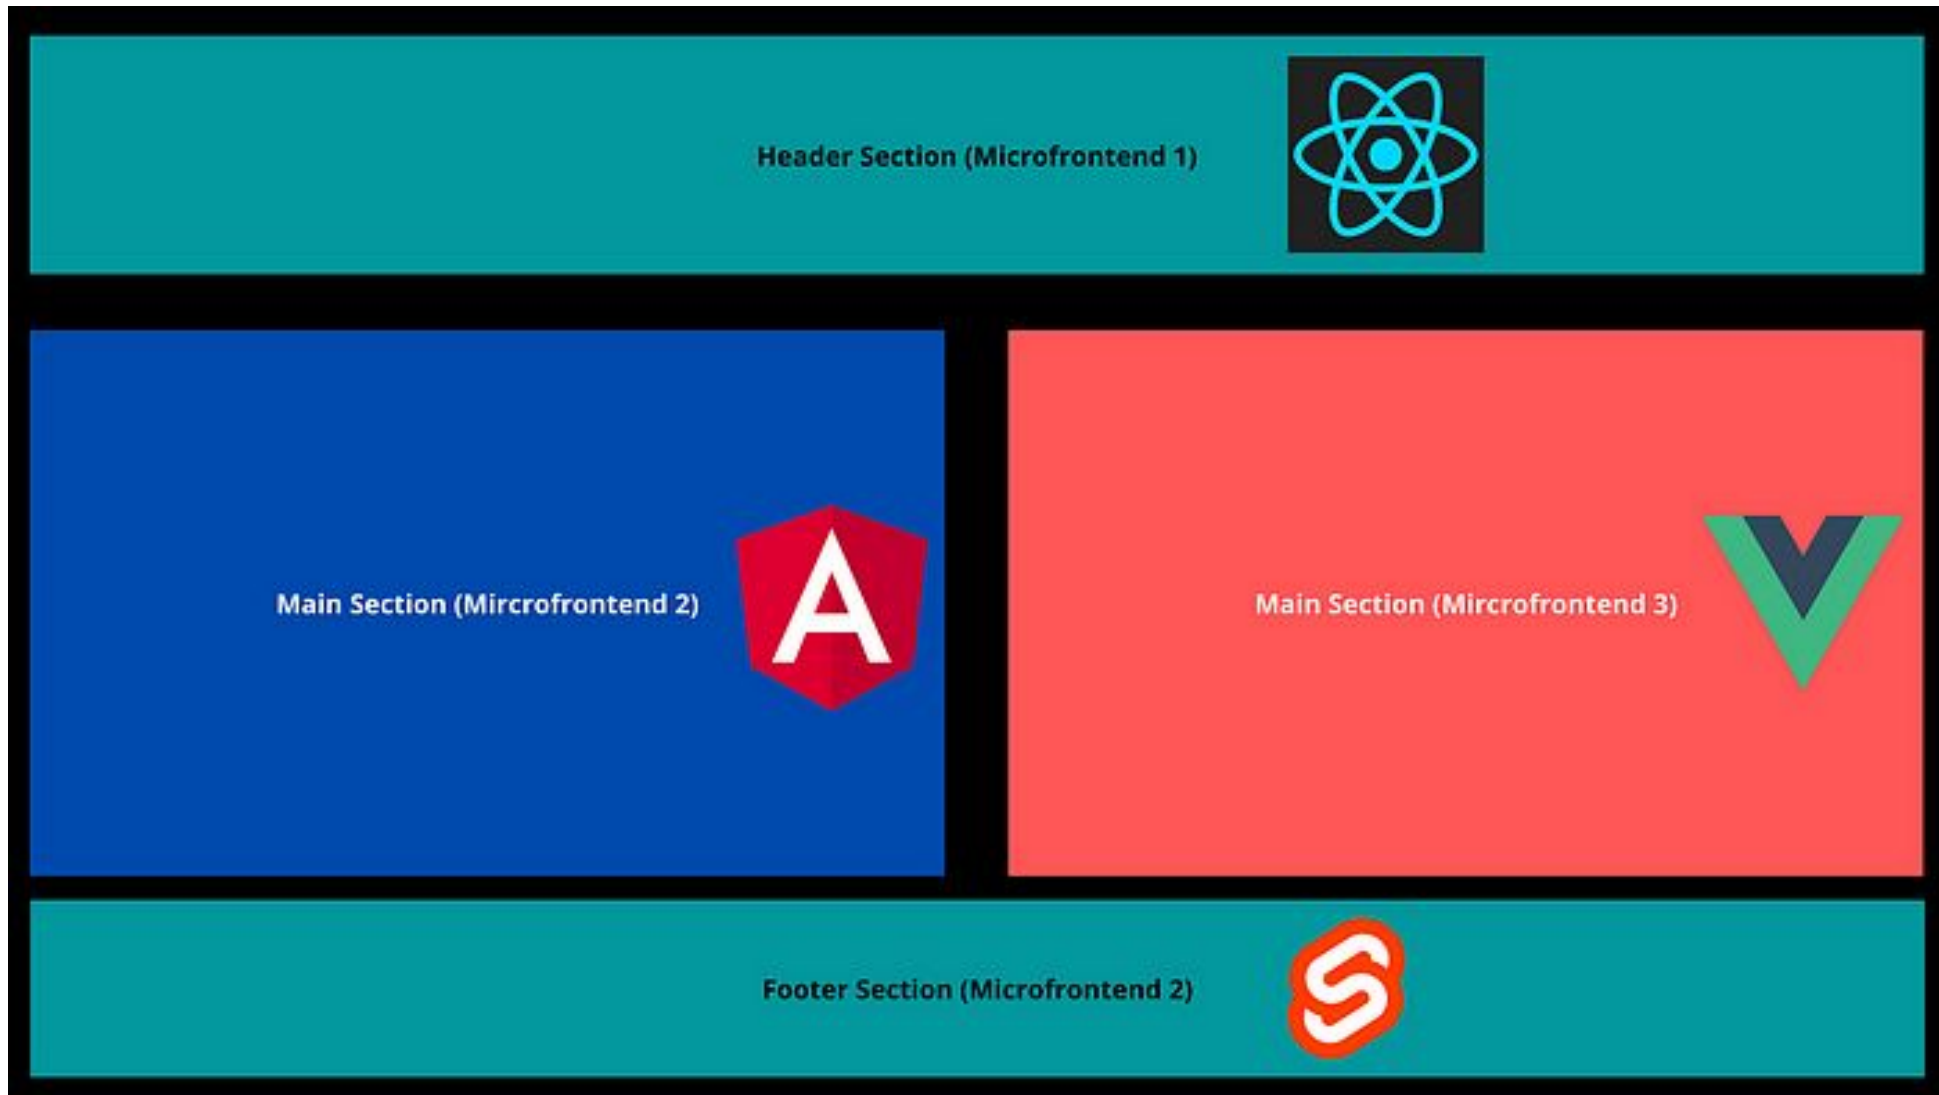 Header Section (Microfrontend 1)
Main Section (Mircrofrontend 2)
Main Section (Mircrofrontend 3)
Footer Section (Microfrontend 2)